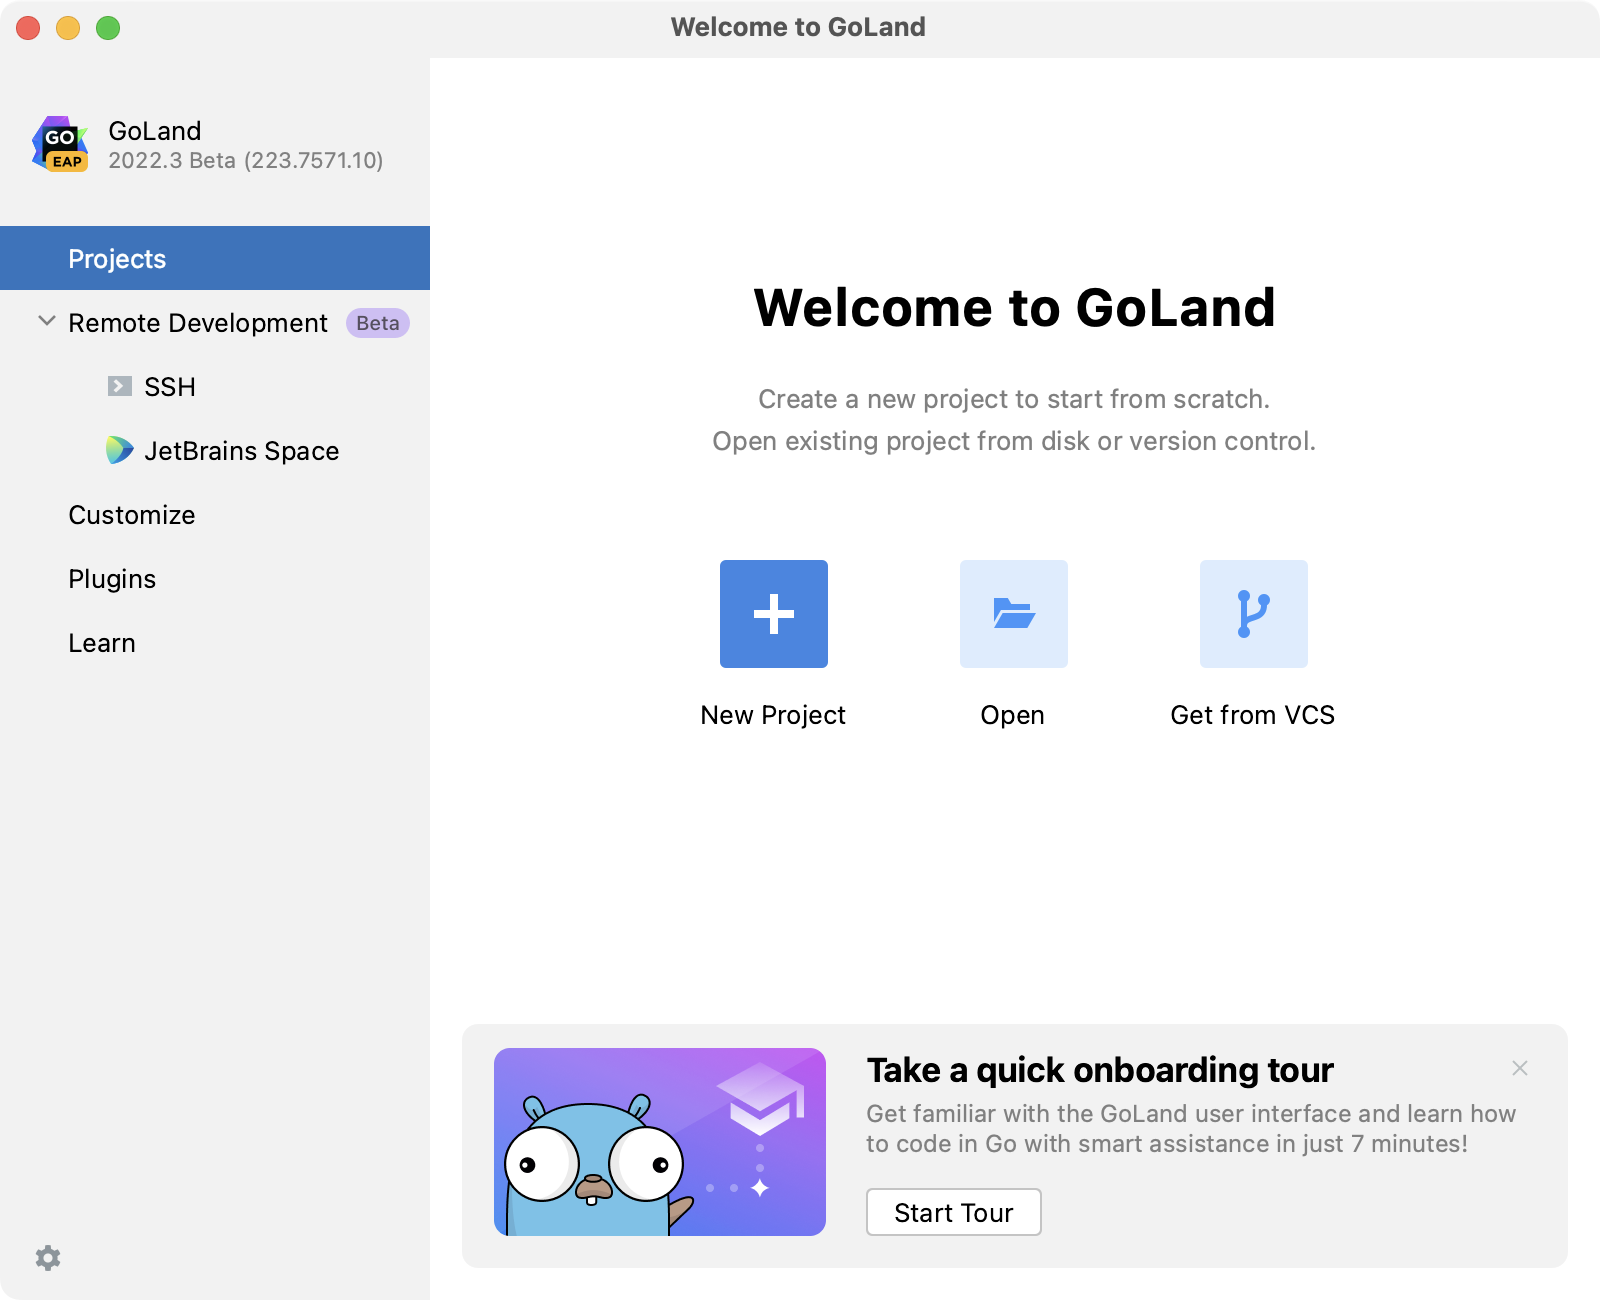 Welcome to GoLand
GO
EAP
GoLand
2022.3 Beta (223.7571.10)
Projects
Remote Development Beta
SSH
JetBrains Space
Customize
Plugins
Learn
Welcome to GoLand
Create a new project to start from scratch.
Open existing project from disk or version control.
New Project
Open
Get from VCS
Take a quick onboarding tour
Get familiar with the GoLand user interface and learn how
to code in Go with smart assistance in just 7 minutes!
Start Tour